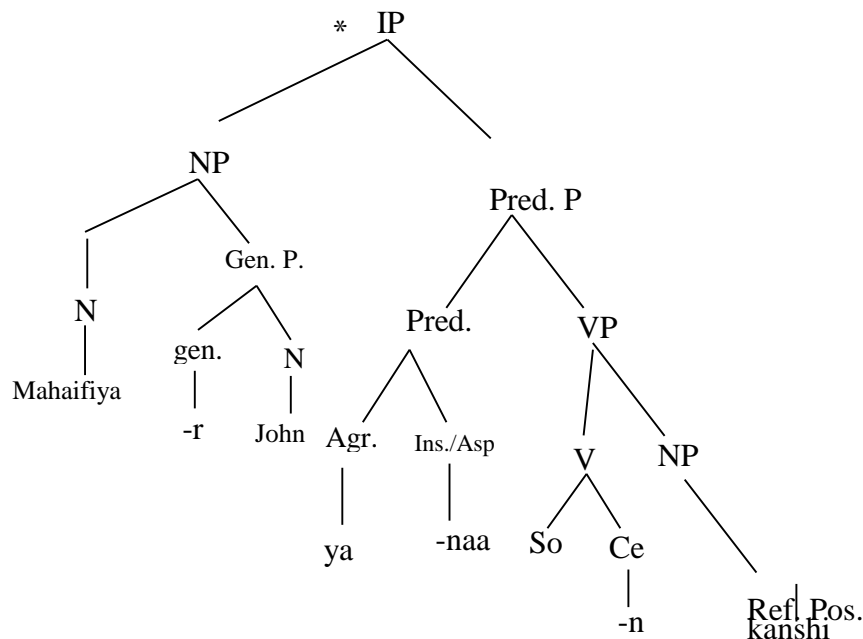 * IP
NP
Pred. P
Gen. P.
N
Pred.
VP
gen.
N
Mahaifiya
-r
John
Agr.
Ins./Asp
V
NP
ya
-naa
So
Ce
-n
Ref. Pos.
kanshi